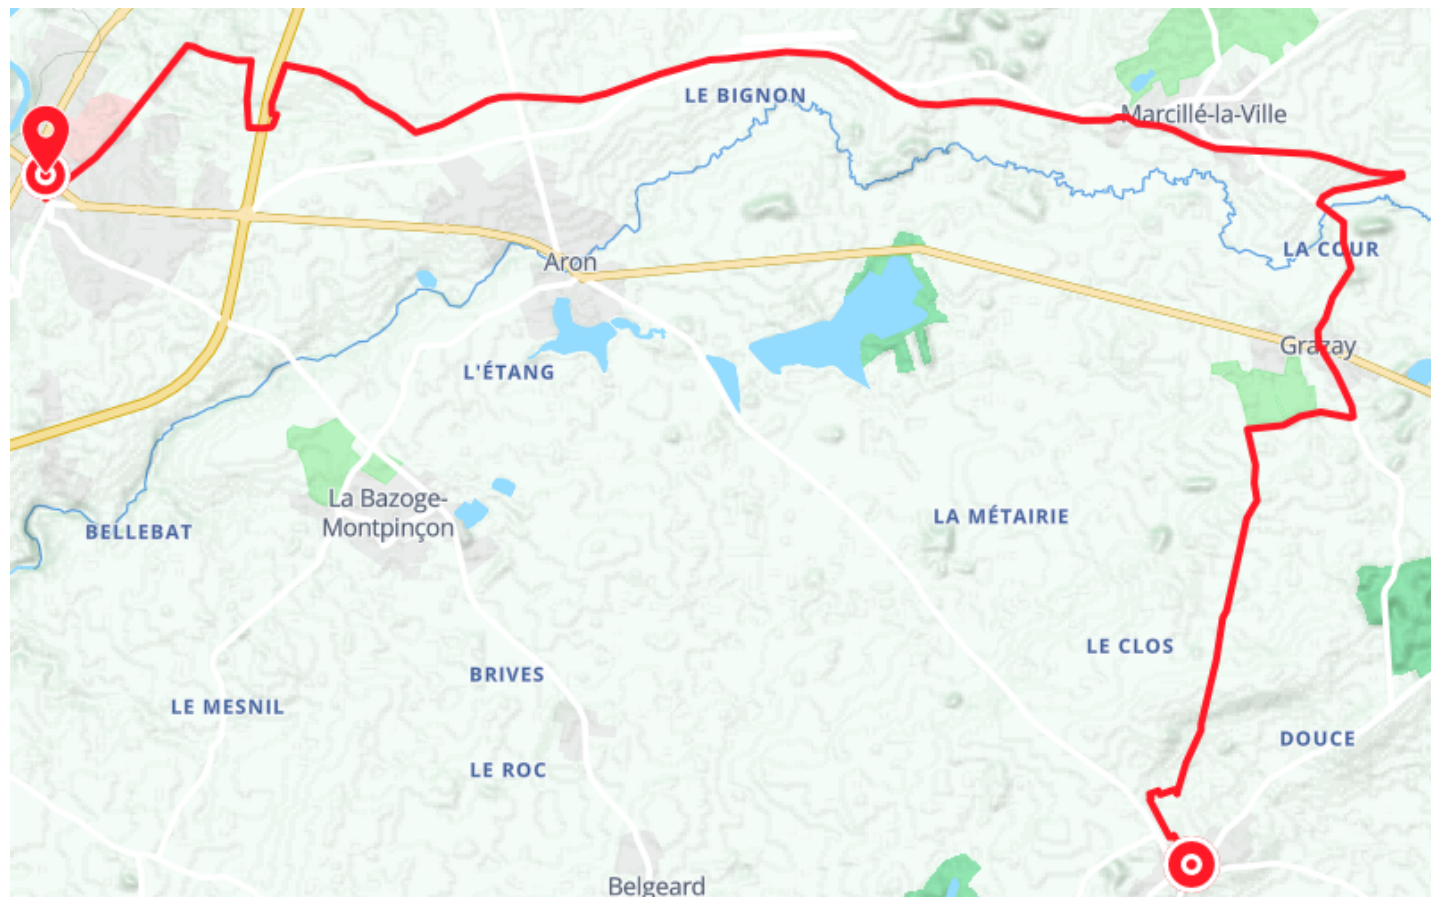 LE BIGNON
Marcillé-la-Ville
LA COUR
Aron
Grazay
L'ÉTANG
La Bazoge-
Montpinçon
BELLEBAT
LA MÉTAIRIE
LE CLOS
BRIVES
LE MESNIL
DOUCE
LE ROC
Belgeard